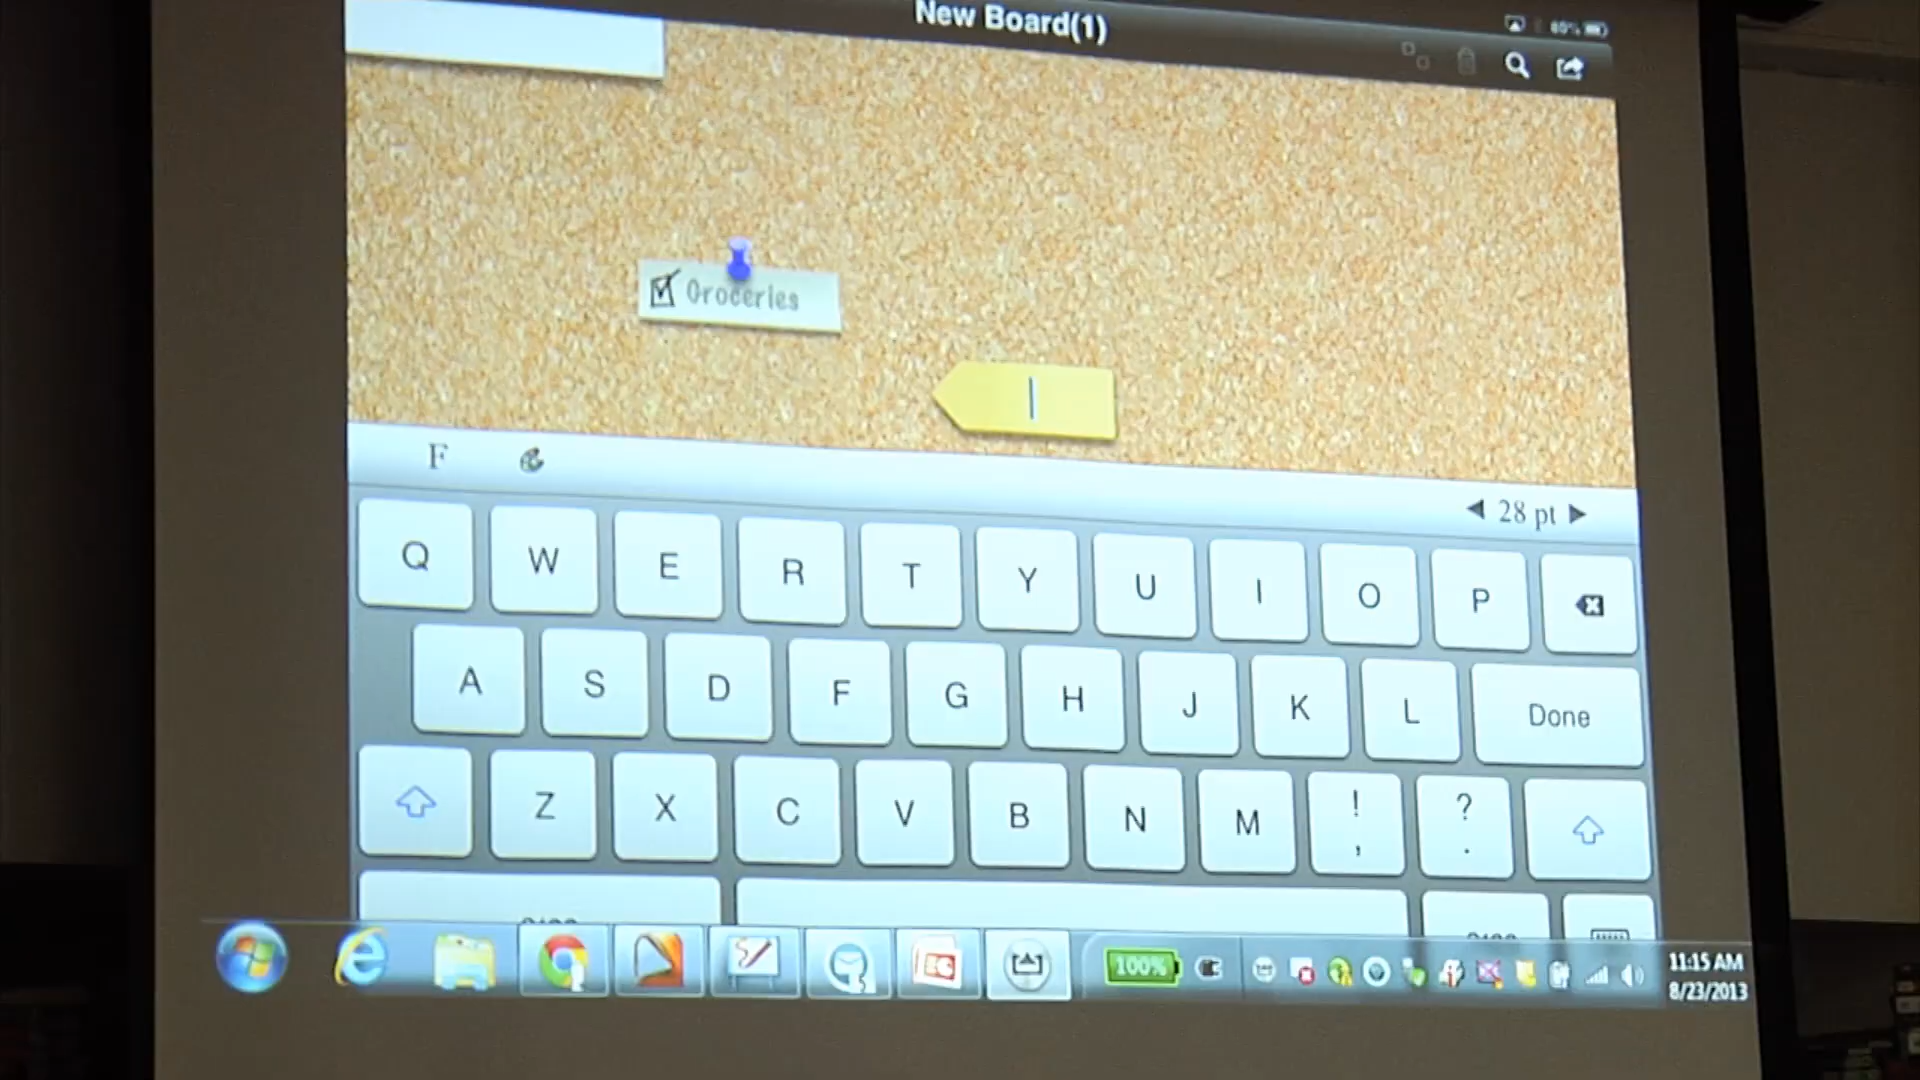 New Board(1)
Groceries
F
28 pt
Q W E R T Y U I O P
A S D F G H J K L Done
Z X C V B N M ! , ? .
100%
11:15 AM
8/23/2013